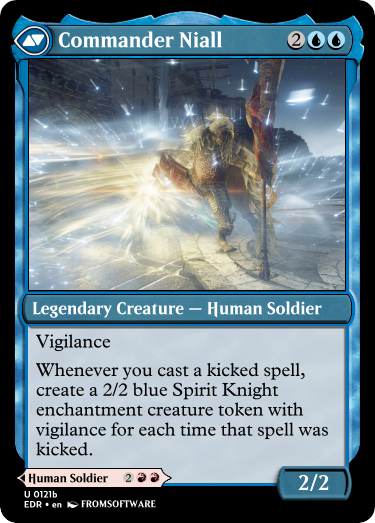 Commander Niall 2
Legendary Creature — Human Soldier
Vigilance
Whenever you cast a kicked spell,
create a 2/2 blue Spirit Knight
enchantment creature token with
vigilance for each time that spell was
kicked.
Human Soldier 2
2/2
U 0121b
EDR • en FROMSOFTWARE